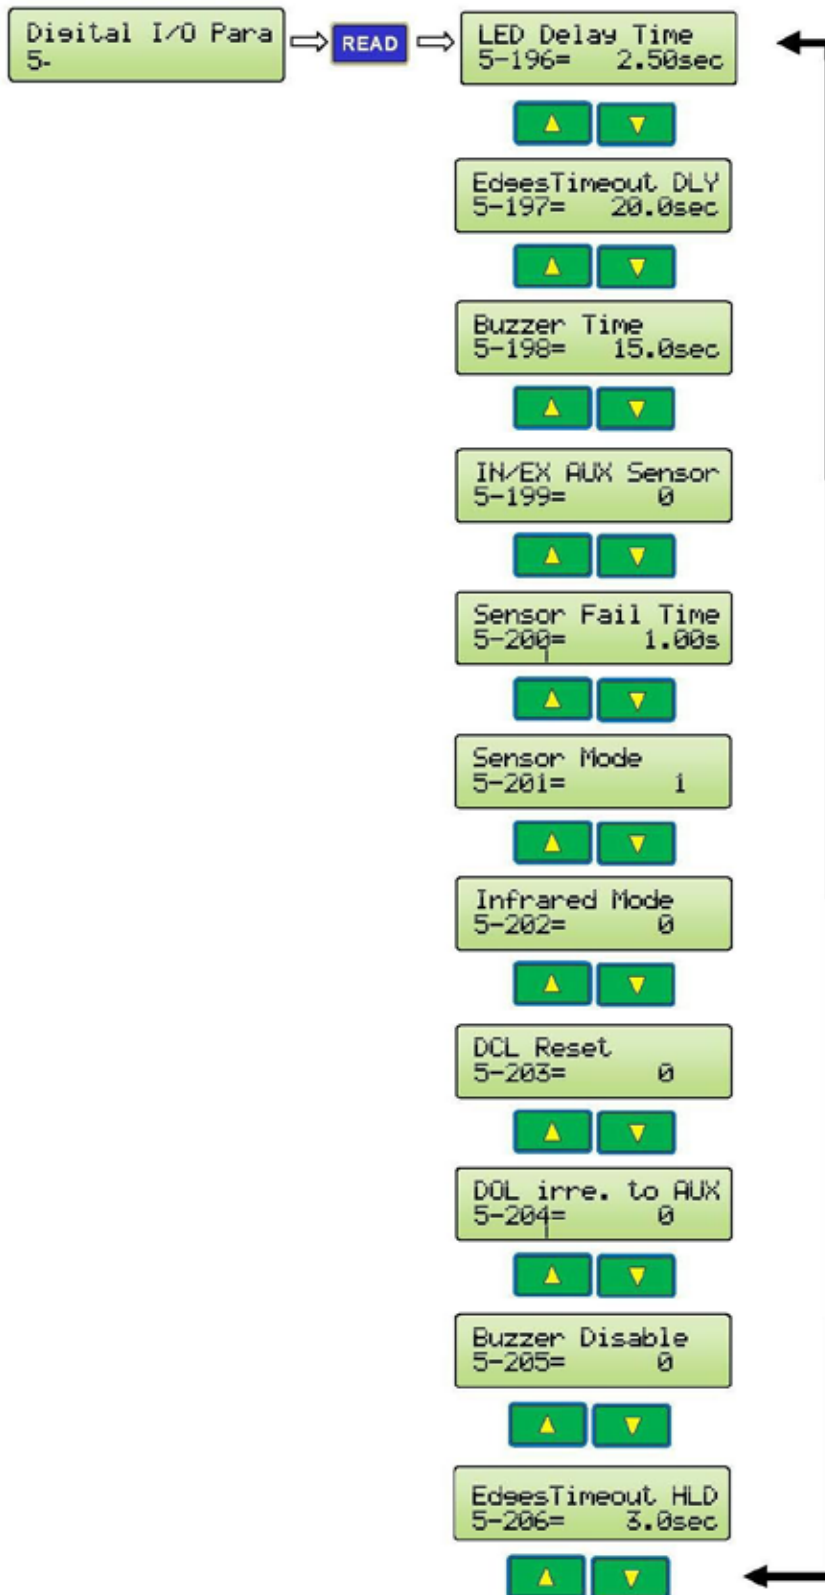 Digital I/O Para
5-
READ
LED Delay Time
5-196= 2.50sec
EdgesTimeout DLY
5-197= 20.0sec
Buzzer Time
5-198= 15.0sec
IN/EX AUX Sensor
5-199= 0
Sensor Fail Time
5-200= 1.00s
Sensor Mode
5-201= 1
Infrared Mode
5-202= 0
DCL Reset
5-203= 0
DOL irre. to AUX
5-204= 0
Buzzer Disable
5-205= 0
EdgesTimeout HLD
5-206= 3.0sec